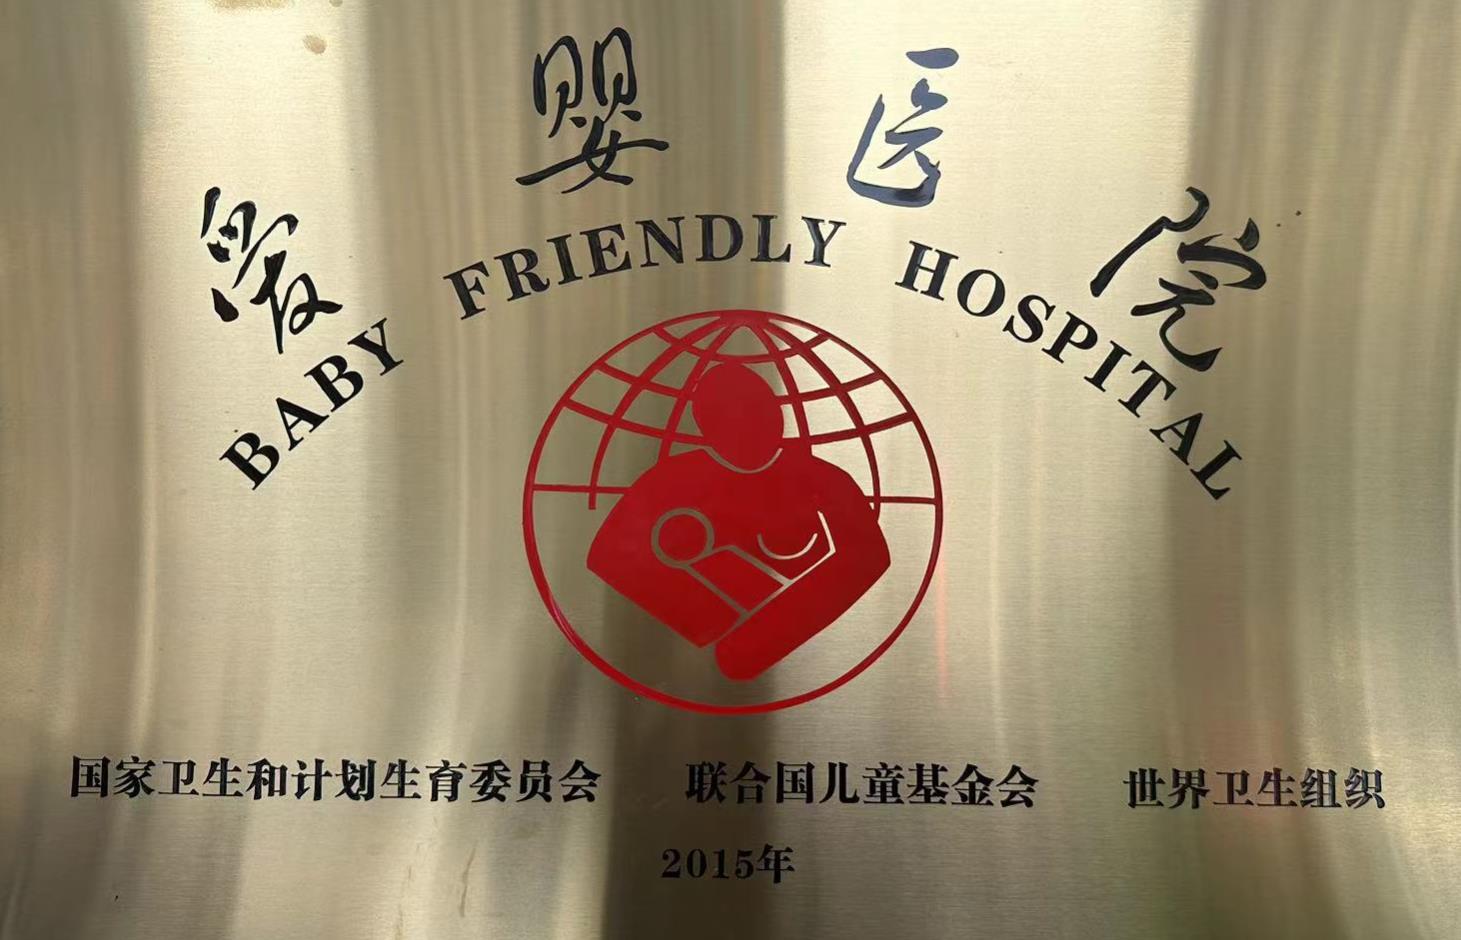 爱婴医院
BABY FRIENDLY HOSPITAL
国家卫生和计划生育委员会 联合国儿童基金会 世界卫生组织
2015年